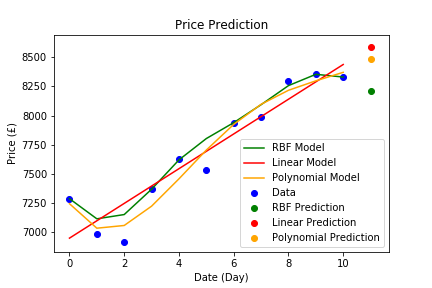 Price Prediction
Price (£)
8500
8250
8000
7750
7500
7250
7000
RBF Model
Linear Model
Polynomial Model
Data
RBF Prediction
Linear Prediction
Polynomial Prediction
0 2 4 6 8 10
Date (Day)